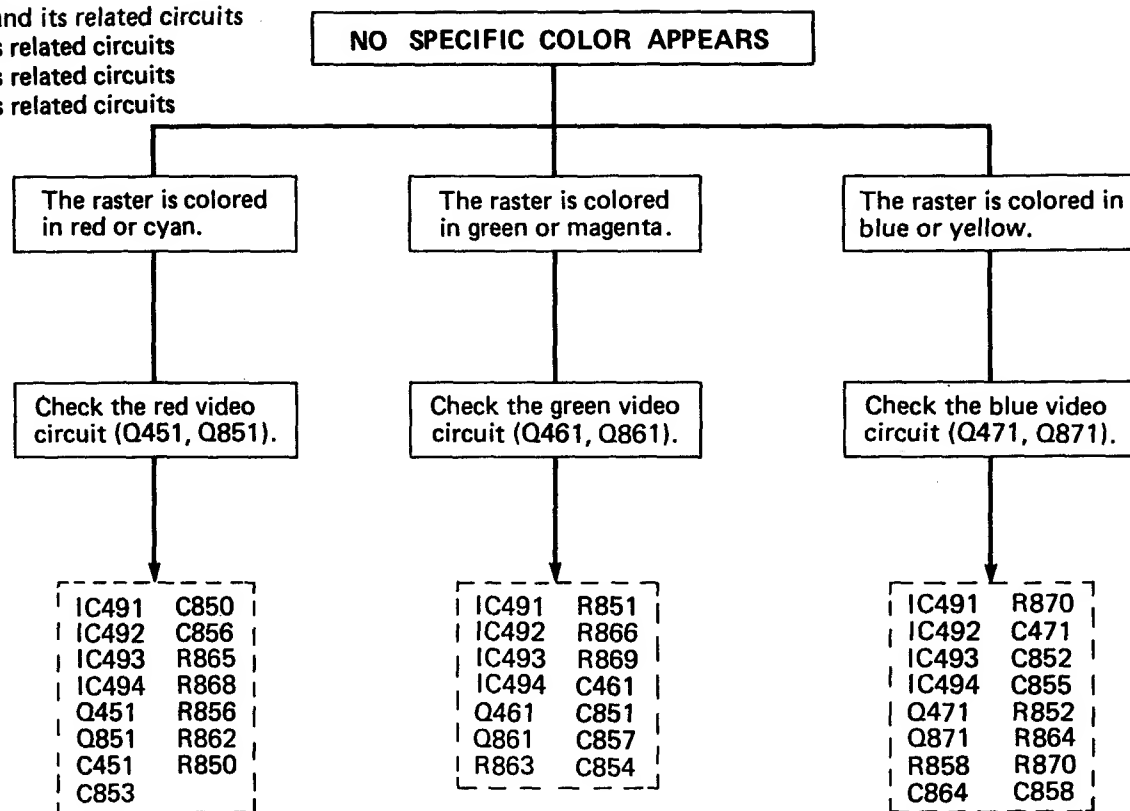 and its related circuits
s related circuits
s related circuits
s related circuits
NO SPECIFIC COLOR APPEARS
The raster is colored
in red or cyan.
The raster is colored
in green or magenta.
The raster is colored in
blue or yellow.
Check the red video
circuit (Q451, Q851).
Check the green video
circuit (Q461, Q861).
Check the blue video
circuit (Q471, Q871).
IC491 C850
IC492 C856
IC493 R865
IC494 R868
Q451 R856
Q851 R862
C451 R850
C853
IC491 R851
IC492 R866
IC493 R869
IC494 C461
Q461 C851
Q861 C857
R863 C854
IC491 R870
IC492 C471
IC493 C852
IC494 C855
Q471 R852
Q871 R864
R858 R870
C864 C858